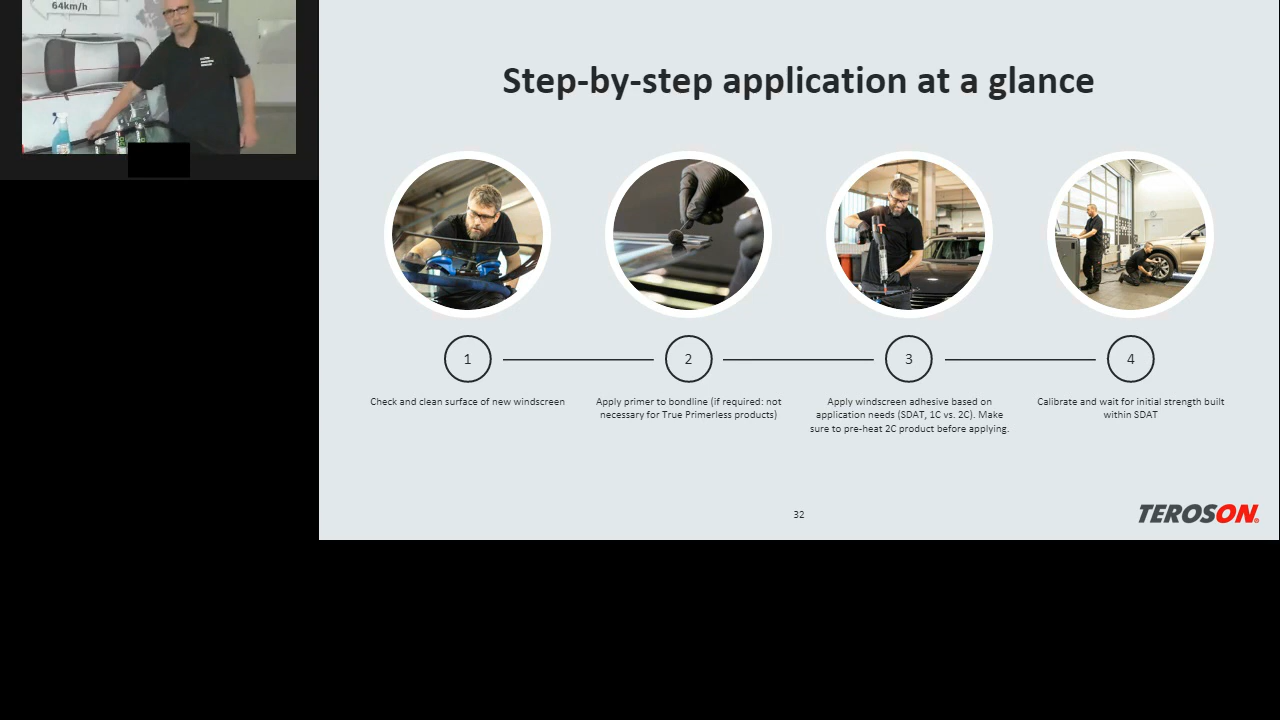 64km/h
Step-by-step application at a glance
1
2
3
4
Check and clean surface of new windscreen
Apply primer to bondline (if required: not
necessary for True Primerless products)
Apply windscreen adhesive based on
application needs (SDAT, 1C vs. 2C). Make
sure to pre-heat 2C product before applying.
Calibrate and wait for initial strength built
within SDAT
32
TEROSON®